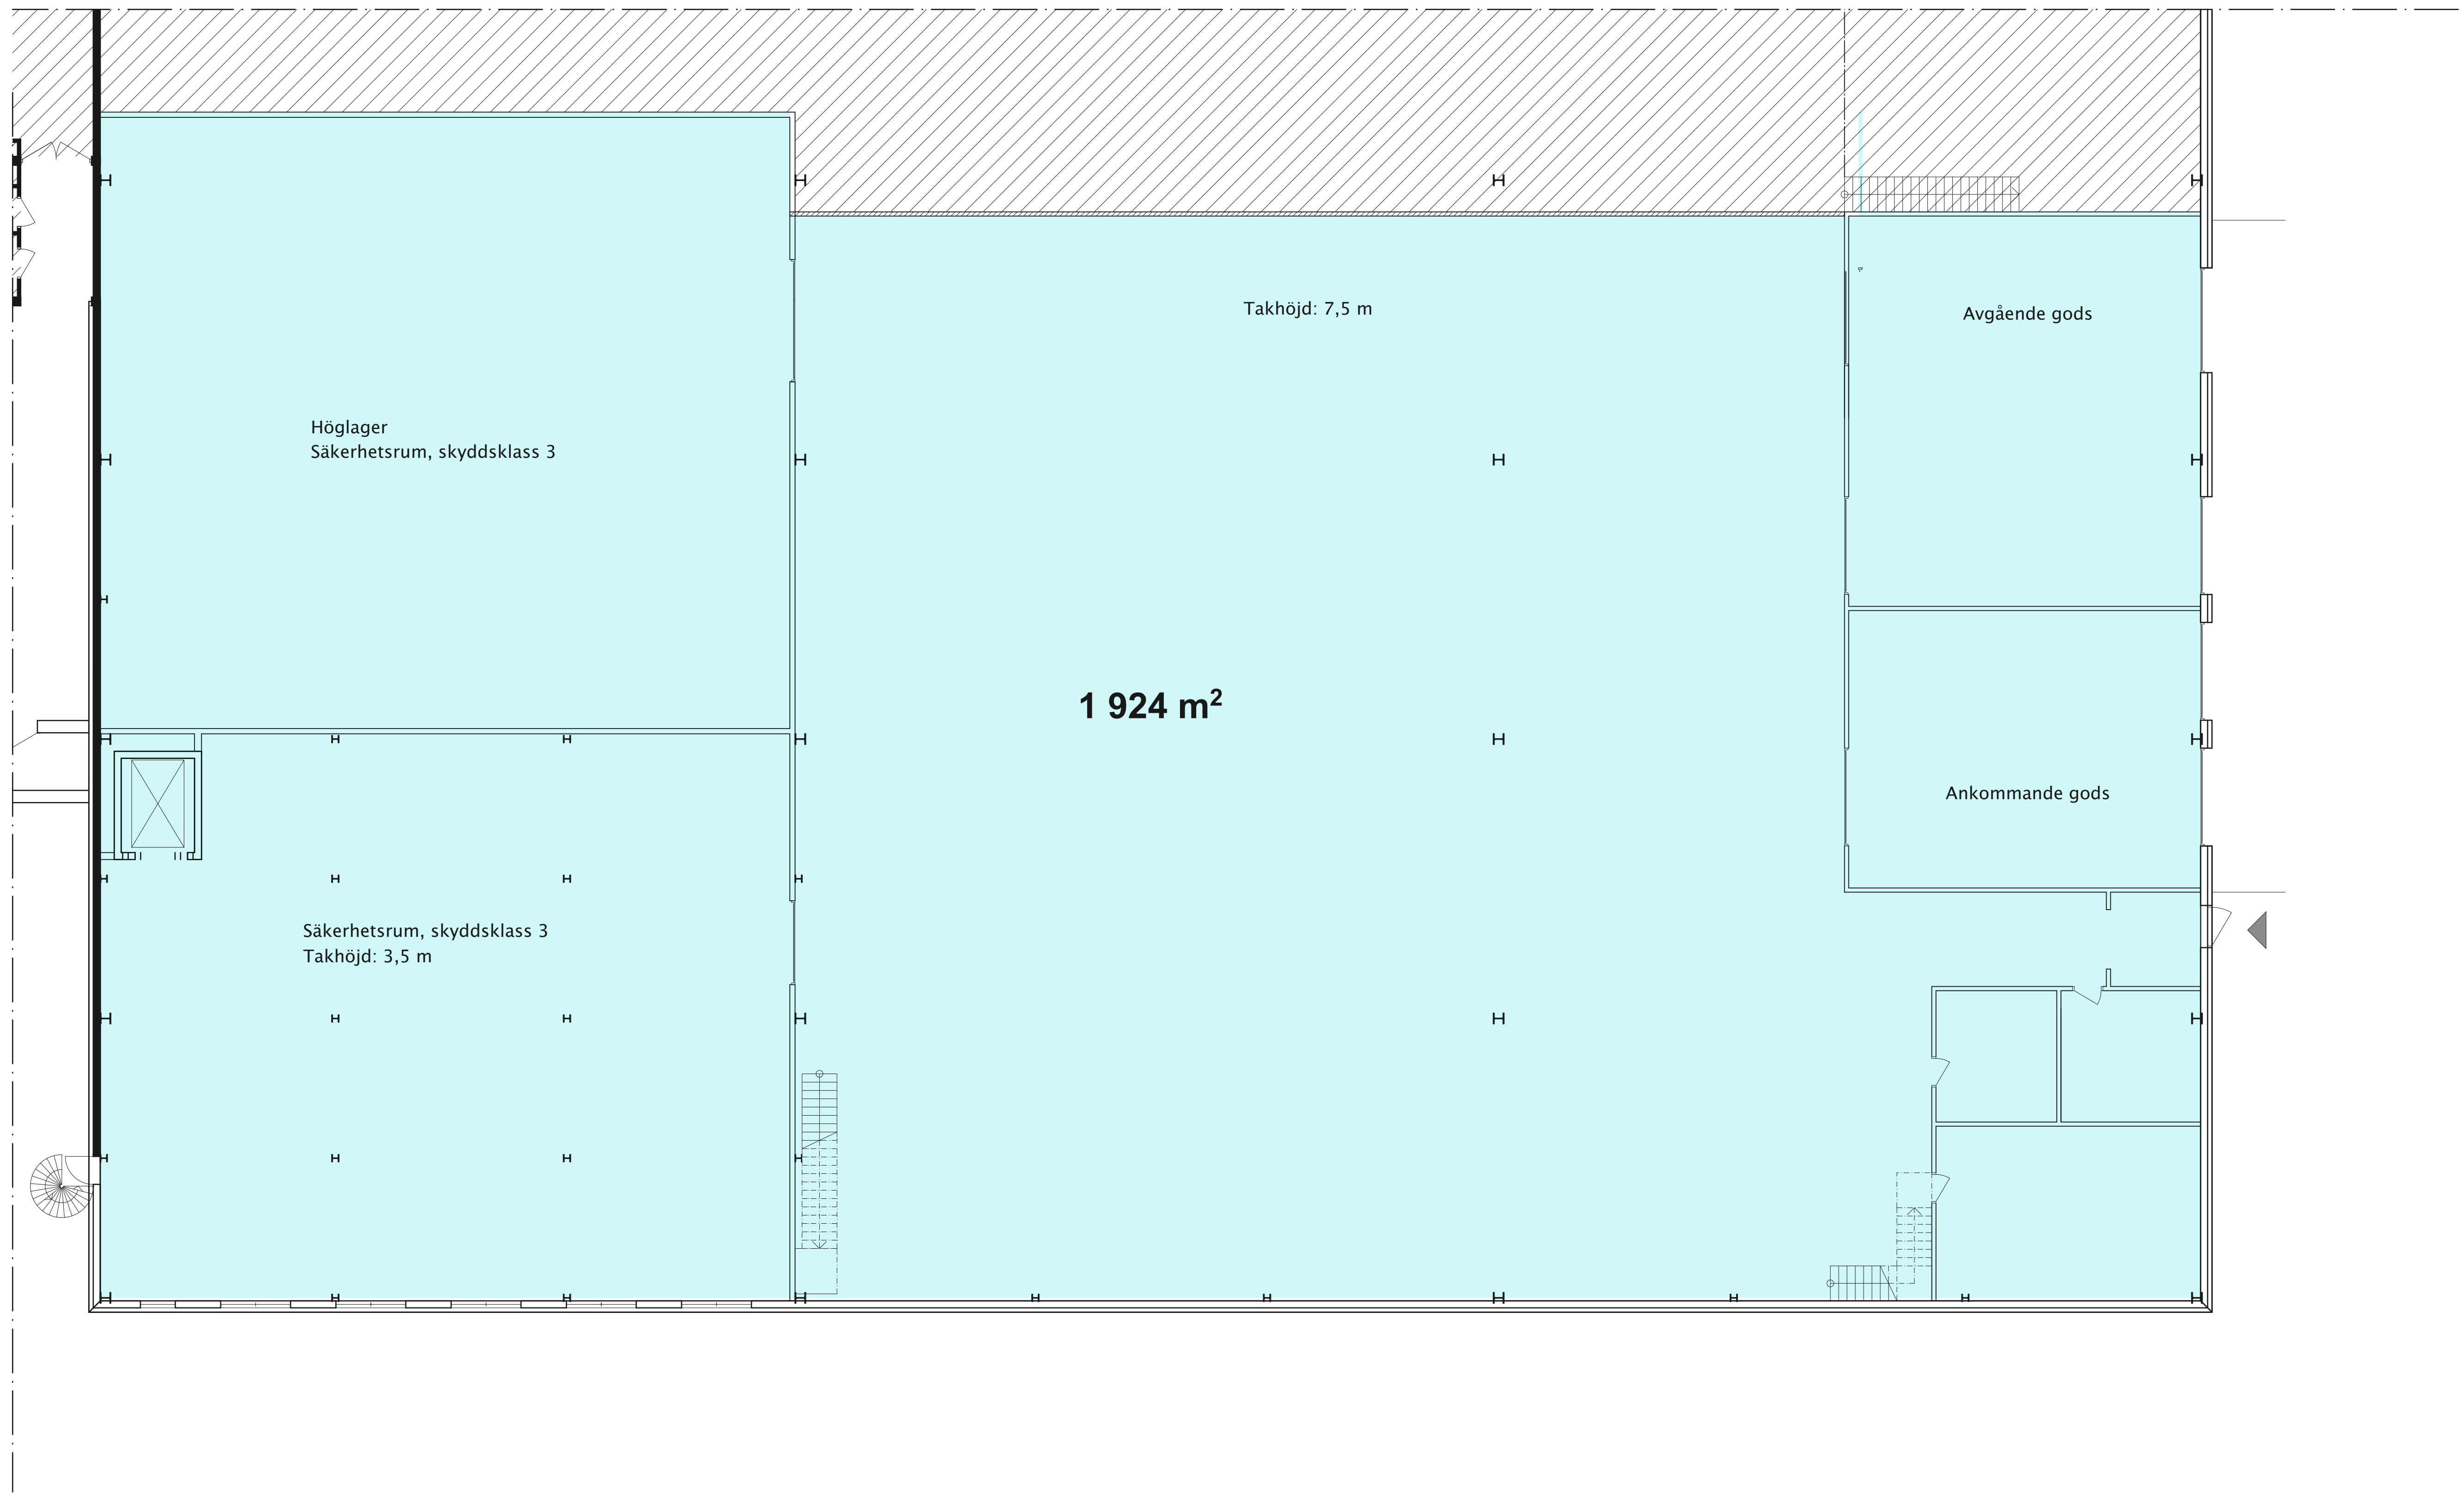 Takhöjd: 7,5 m
Avgående gods
Höglager
Säkerhetsrum, skyddsklass 3
1 924 m²
Ankommande gods
Säkerhetsrum, skyddsklass 3
Takhöjd: 3,5 m